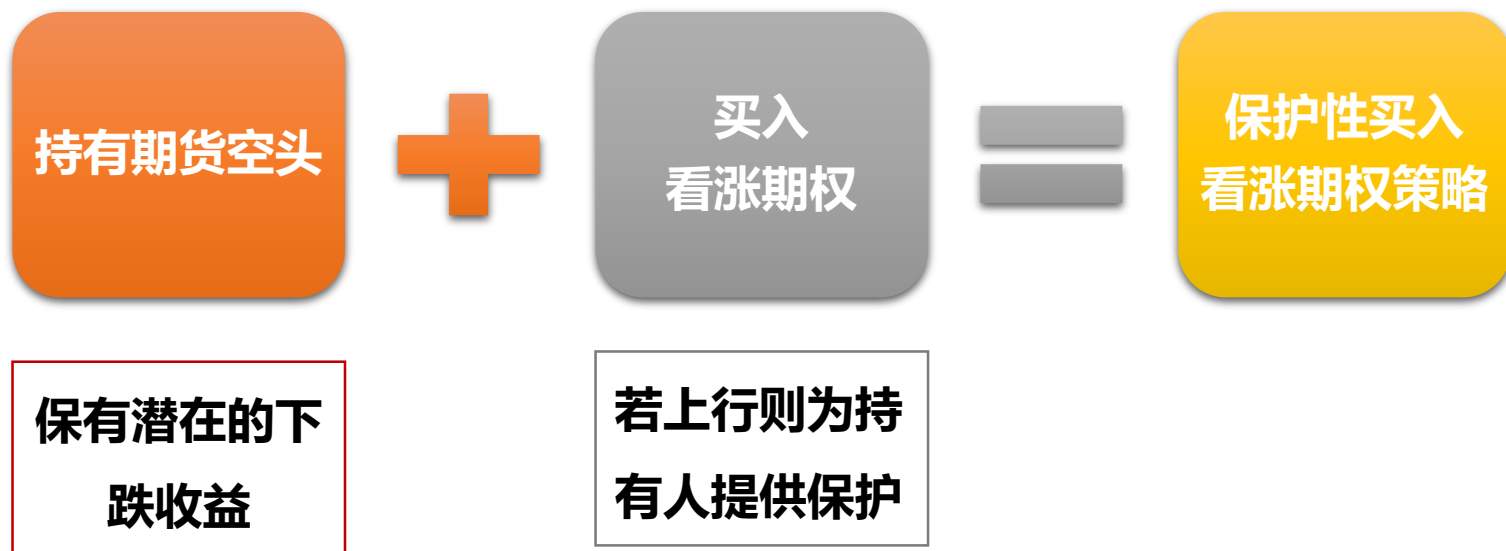 持有期货空头
买入
看涨期权
保护性买入
看涨期权策略
保有潜在的下
跌收益
若上行则为持
有人提供保护